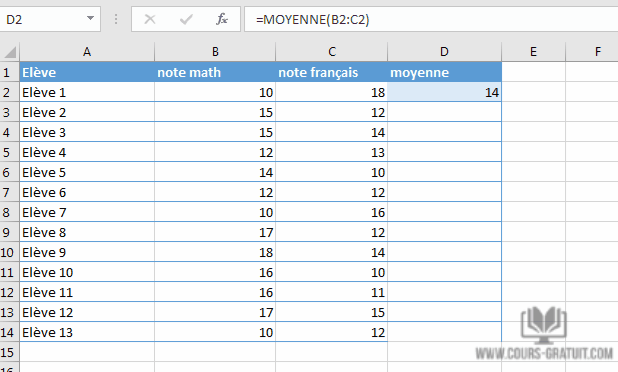 D2 fx =MOYENNE(B2:C2)
A B C D E F
1 Elève note math note français moyenne
2 Elève 1 10 18 14
3 Elève 2 15 12
4 Elève 3 15 14
5 Elève 4 12 13
6 Elève 5 14 10
7 Elève 6 12 12
8 Elève 7 10 16
9 Elève 8 17 12
10 Elève 9 18 14
11 Elève 10 16 10
12 Elève 11 16 11
13 Elève 12 17 15
14 Elève 13 10 12
15
16
WWW.COURS-GRATUIT.COM